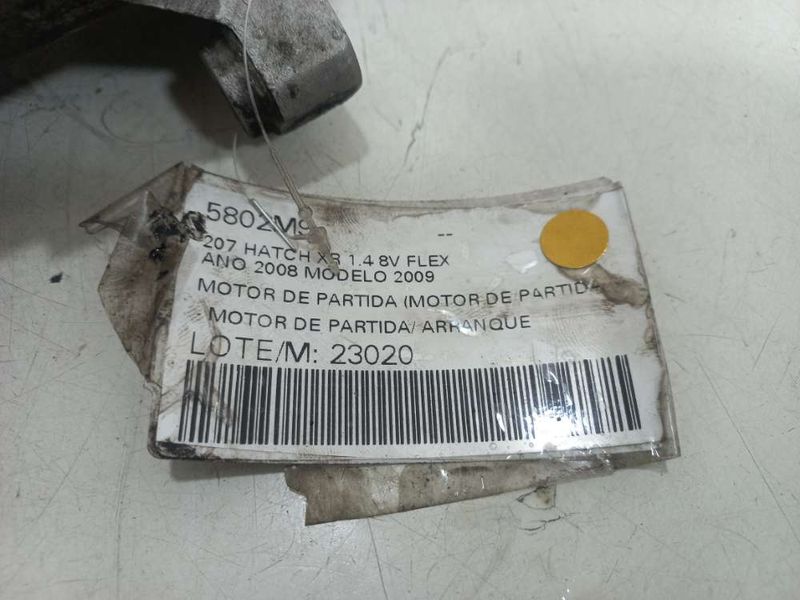 5802M9
--
207 HATCH XR 1.4 8V FLEX
ANO 2008 MODELO 2009
MOTOR DE PARTIDA (MOTOR DE PARTIDA
MOTOR DE PARTIDA/ ARRANQUE
LOTE/M: 23020